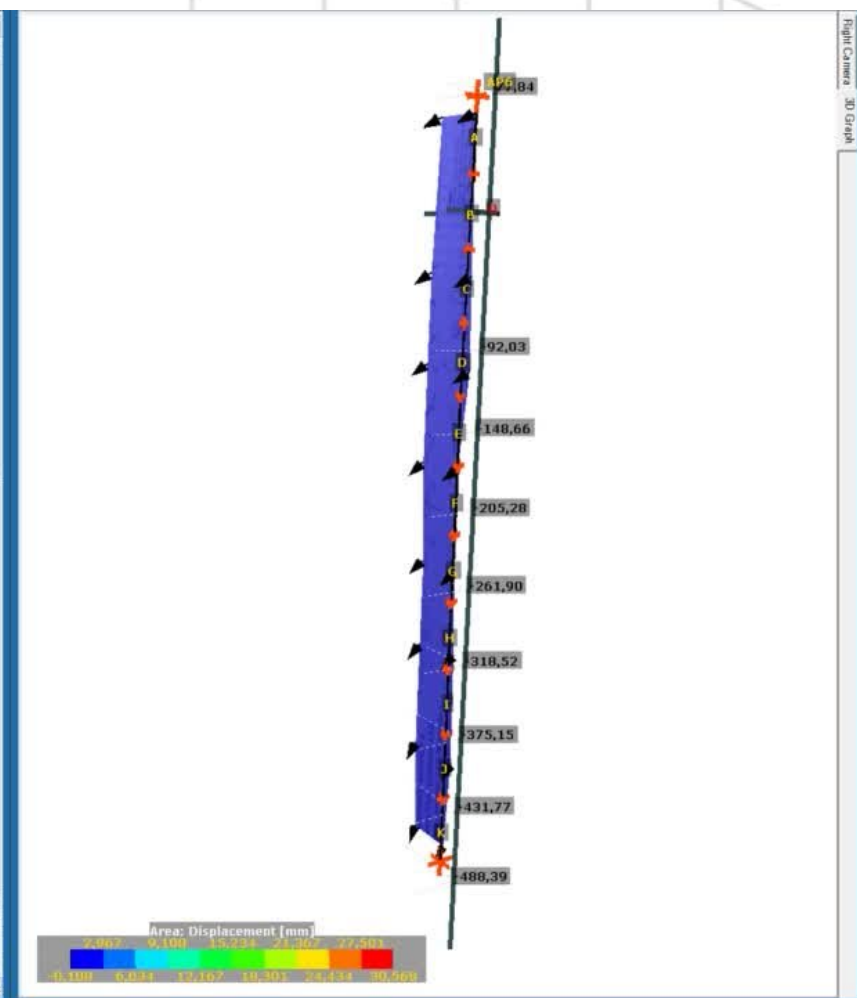 Right Camera
3D Graph
AP6
A
B
0
C
-92,03
D
-148,66
E
-205,28
F
-261,90
G
-318,52
H
-375,15
I
-431,77
J
-488,39
K
Area: Displacement [mm]
2,967 9,100 15,234 21,367 27,501
-0,100 6,034 12,167 18,301 24,434 30,568